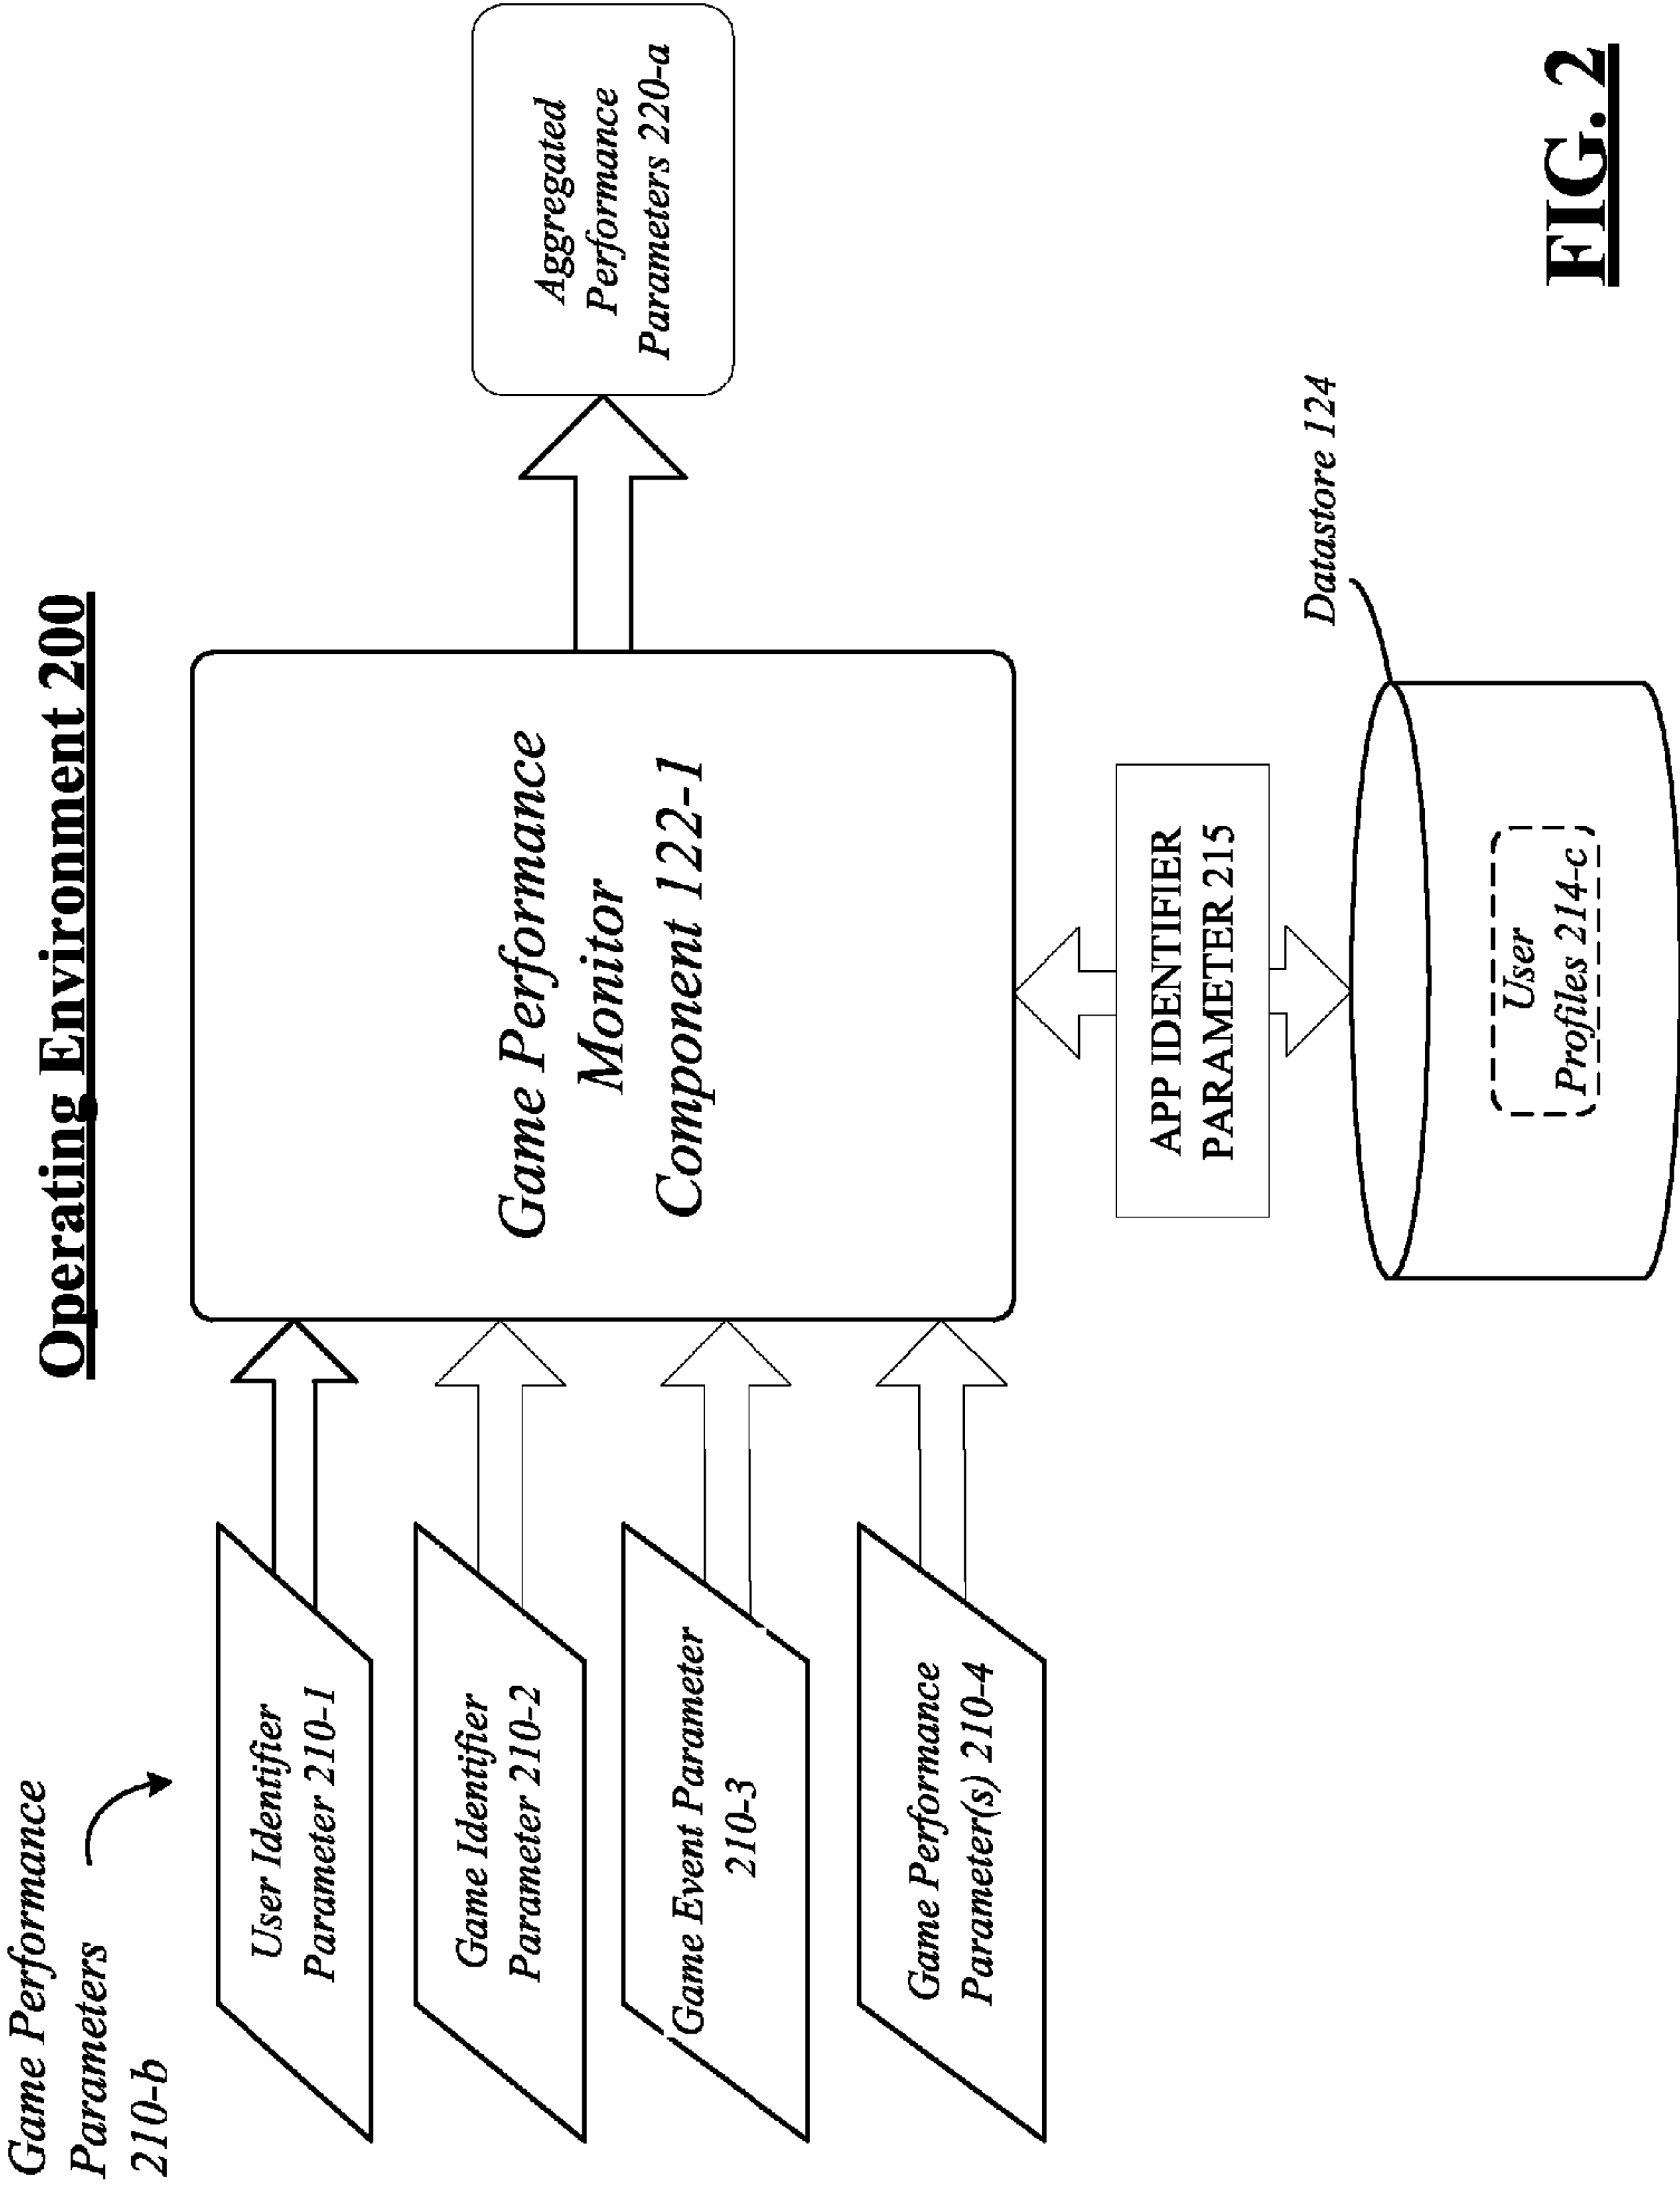 Operating Environment 200
Game Performance
Parameters
210-b
User Identifier
Parameter 210-1
Game Identifier
Parameter 210-2
Game Event Parameter
210-3
Game Performance
Parameter(s) 210-4
Game Performance
Monitor
Component 122-1
Aggregated
Performance
Parameters 220-a
APP IDENTIFIER
PARAMETER 215
Datastore 124
User
Profiles 214-c
FIG. 2